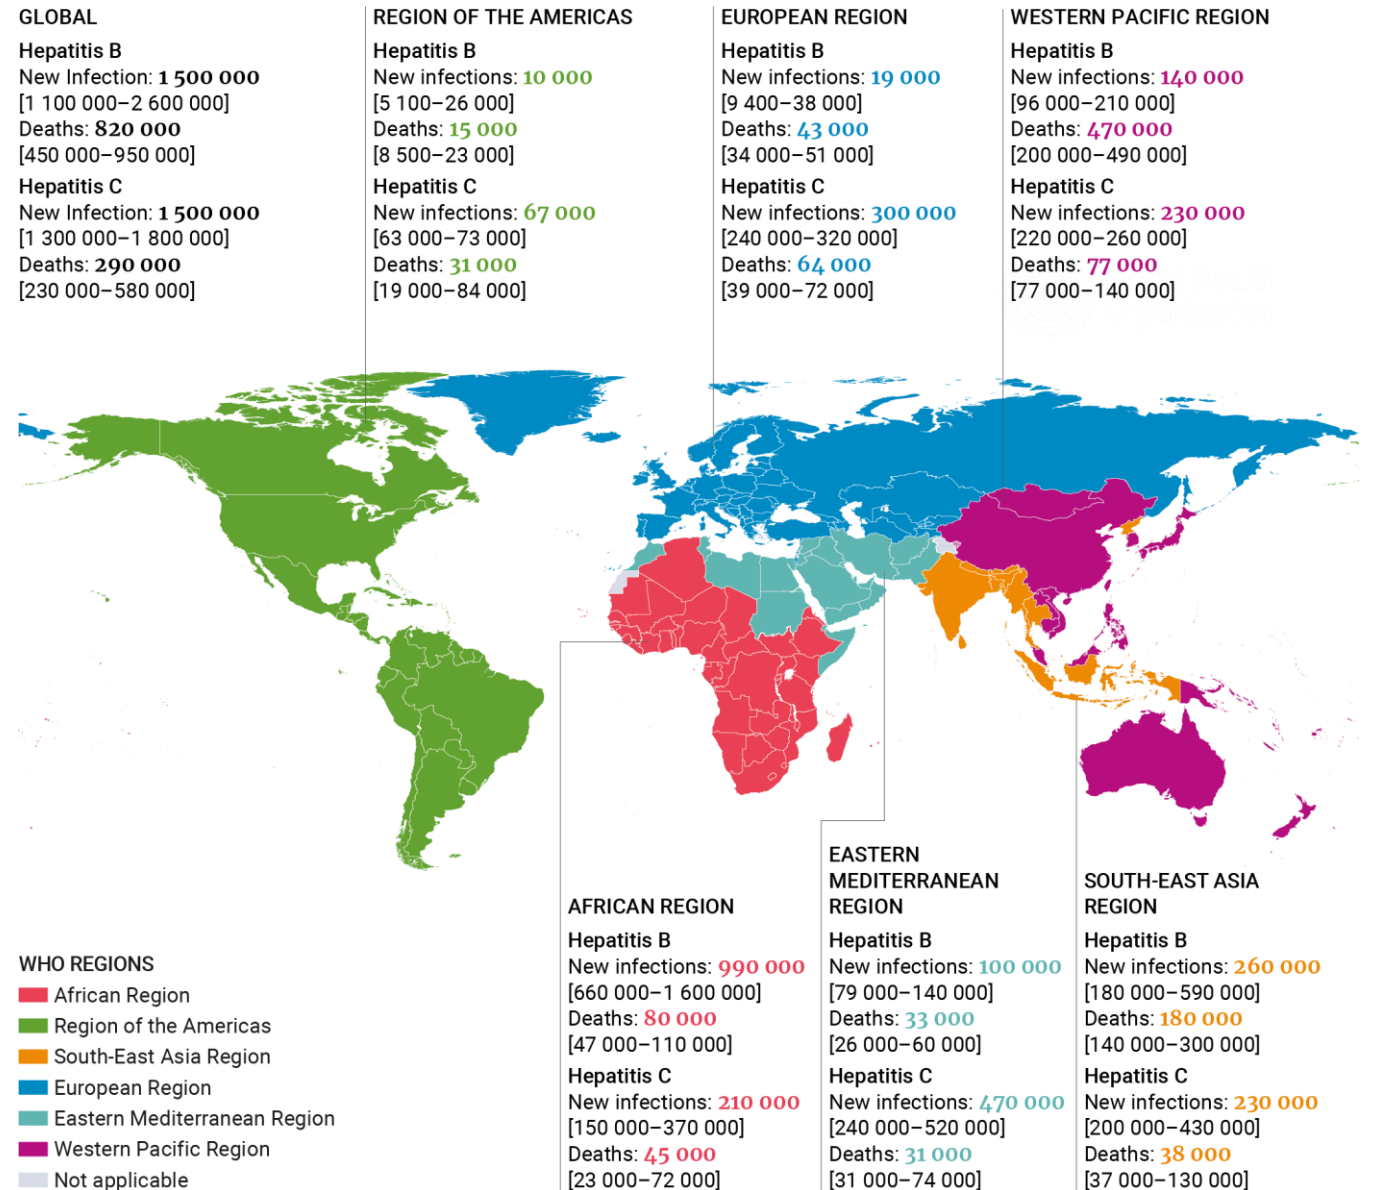 GLOBAL
Hepatitis B
New Infection: 1 500 000
[1 100 000–2 600 000]
Deaths: 820 000
[450 000–950 000]
Hepatitis C
New Infection: 1 500 000
[1 300 000–1 800 000]
Deaths: 290 000
[230 000–580 000]
REGION OF THE AMERICAS
Hepatitis B
New infections: 10 000
[5 100–26 000]
Deaths: 15 000
[8 500–23 000]
Hepatitis C
New infections: 67 000
[63 000–73 000]
Deaths: 31 000
[19 000–84 000]
EUROPEAN REGION
Hepatitis B
New infections: 19 000
[9 400–38 000]
Deaths: 43 000
[34 000–51 000]
Hepatitis C
New infections: 300 000
[240 000–320 000]
Deaths: 64 000
[39 000–72 000]
WESTERN PACIFIC REGION
Hepatitis B
New infections: 140 000
[96 000–210 000]
Deaths: 470 000
[200 000–490 000]
Hepatitis C
New infections: 230 000
[220 000–260 000]
Deaths: 77 000
[77 000–140 000]
WHO REGIONS
African Region
Region of the Americas
South-East Asia Region
European Region
Eastern Mediterranean Region
Western Pacific Region
Not applicable
AFRICAN REGION
Hepatitis B
New infections: 990 000
[660 000–1 600 000]
Deaths: 80 000
[47 000–110 000]
Hepatitis C
New infections: 210 000
[150 000–370 000]
Deaths: 45 000
[23 000–72 000]
EASTERN
MEDITERRANEAN
REGION
Hepatitis B
New infections: 100 000
[79 000–140 000]
Deaths: 33 000
[26 000–60 000]
Hepatitis C
New infections: 470 000
[240 000–520 000]
Deaths: 31 000
[31 000–74 000]
SOUTH-EAST ASIA
REGION
Hepatitis B
New infections: 260 000
[180 000–590 000]
Deaths: 180 000
[140 000–300 000]
Hepatitis C
New infections: 230 000
[200 000–430 000]
Deaths: 38 000
[37 000–130 000]